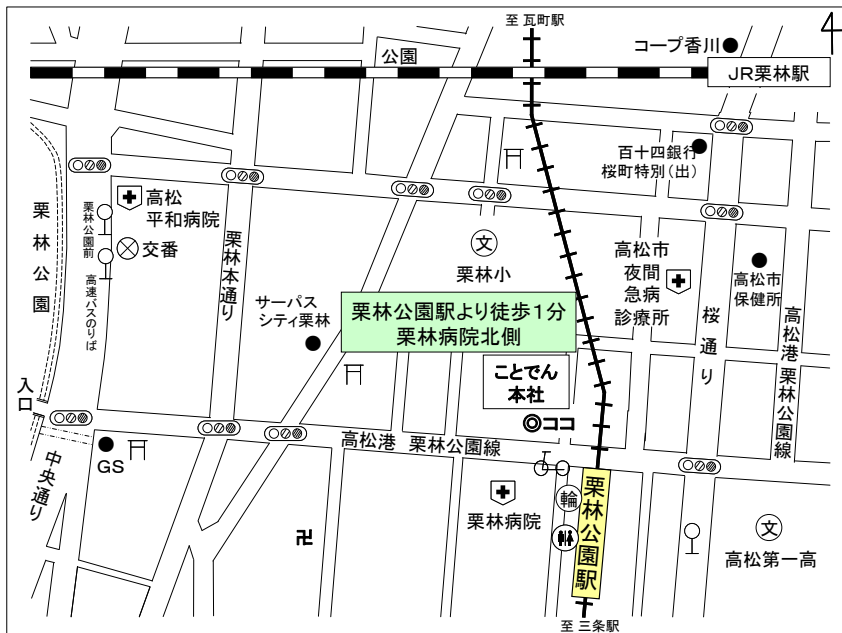 至 瓦町駅
4
コープ香川
公園
JR栗林駅
百十四銀行
桜町特別(出)
栗林公園
栗林公園前
高松
平和病院
交番
高速バスのりば
栗林本通り
文
栗林小
高松市
夜間
急病
診療所
高松市
保健所
桜通り
高松港 栗林公園線
サーパス
シティ栗林
栗林公園駅より徒歩1分
栗林病院北側
ことでん
本社
◎ココ
入口
GS
中央通り
高松港 栗林公園線
卍
栗林病院
輪
栗林公園駅
文
高松第一高
至 三条駅